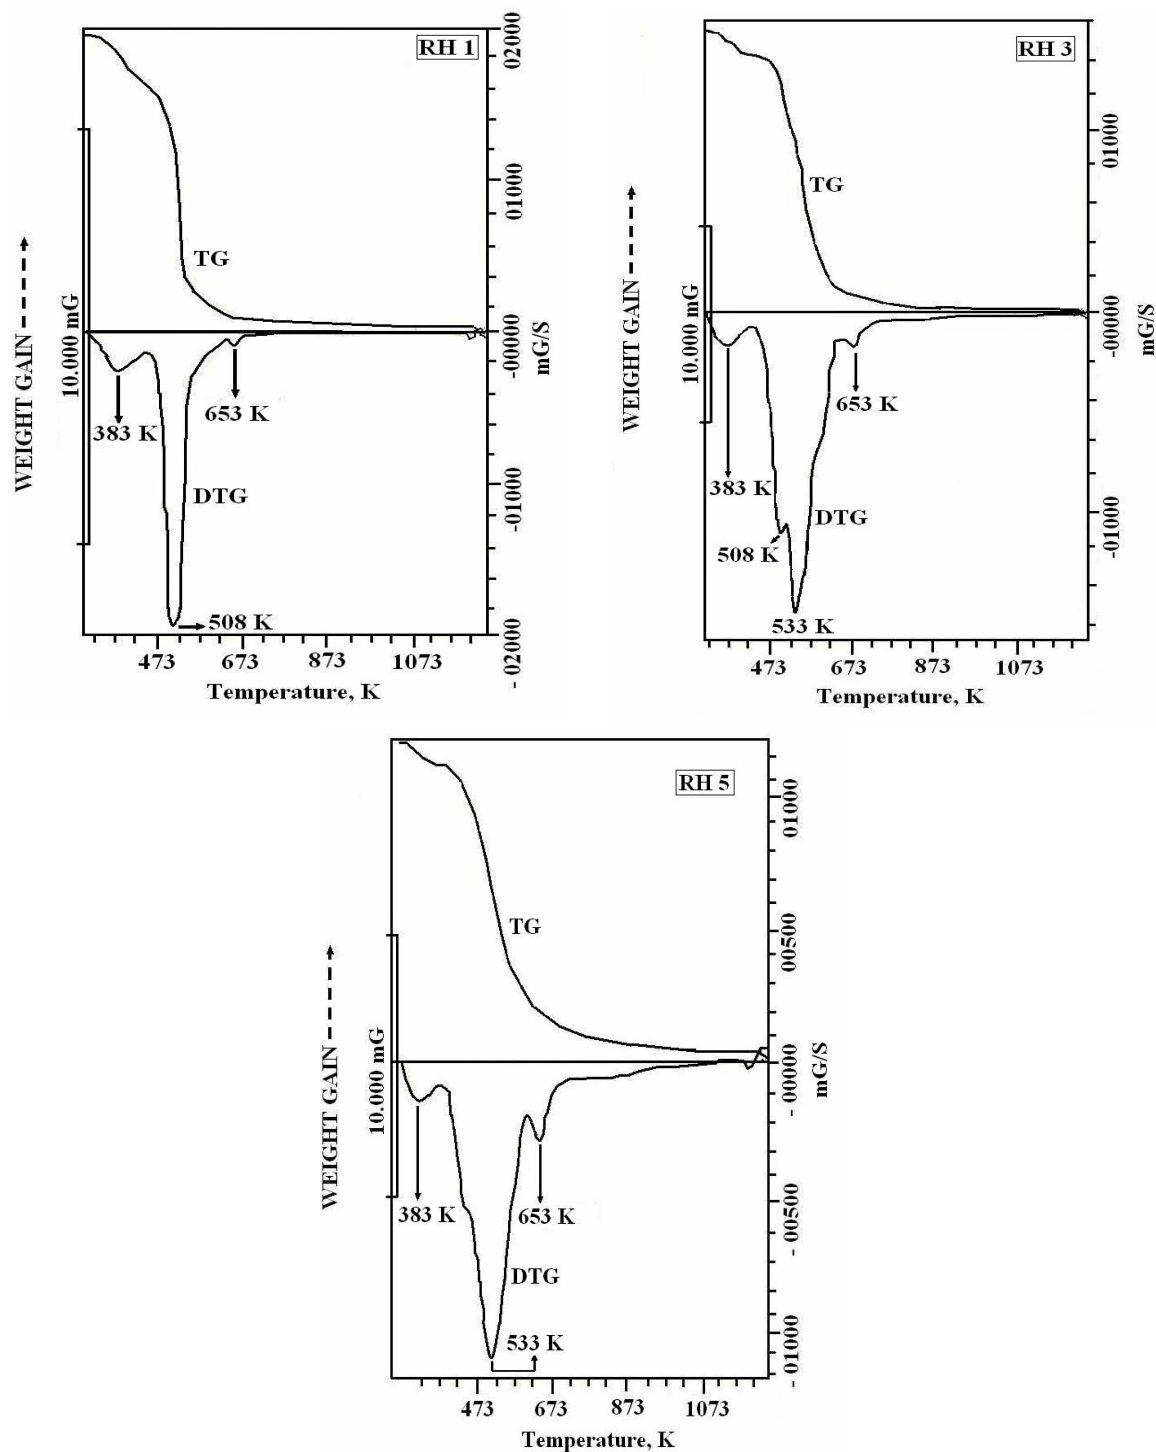 RH 1
WEIGHT GAIN
10.000 mG
TG
383 K
653 K
DTG
508 K
02000
01000
-00000
-01000
-02000
mG/S
473 673 873 1073
Temperature, K
RH 3
WEIGHT GAIN
10.000 mG
TG
383 K
653 K
508 K
DTG
533 K
01000
-00000
-01000
mG/S
473 673 873 1073
Temperature, K
RH 5
WEIGHT GAIN
10.000 mG
TG
383 K
653 K
DTG
533 K
01000
00500
- 00000
- 00500
- 01000
mG/S
473 673 873 1073
Temperature, K